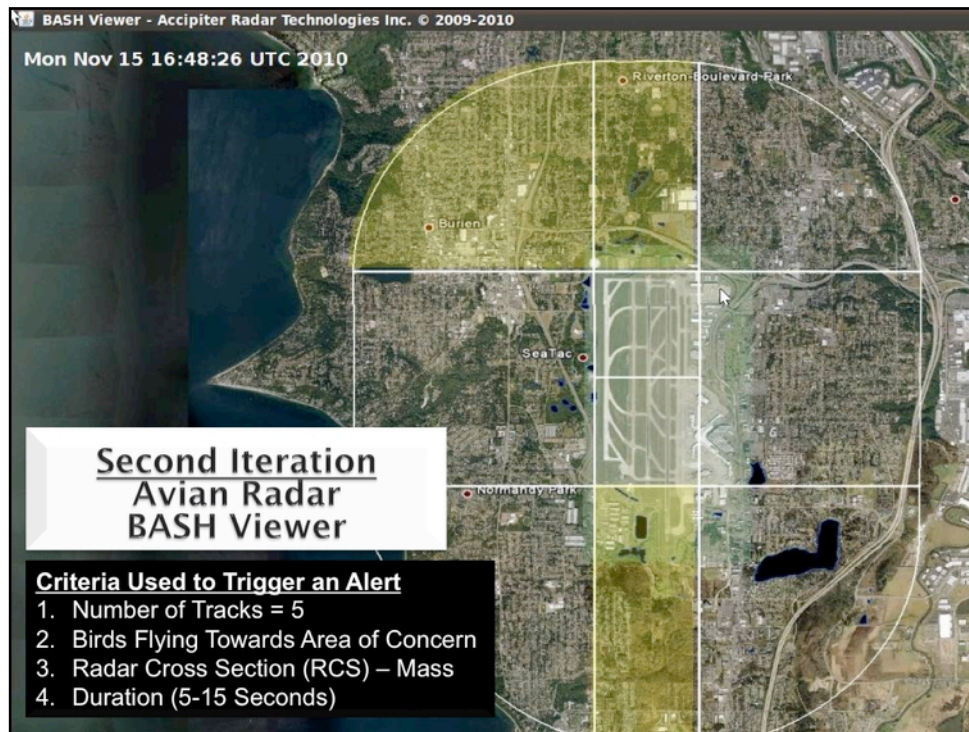 BASH Viewer - Accipiter Radar Technologies Inc. © 2009-2010
Mon Nov 15 16:48:26 UTC 2010
Riverton-Boulevard-Park
Burien
SeaTac
Normandy Park
Second Iteration
Avian Radar
BASH Viewer
Criteria Used to Trigger an Alert
1. Number of Tracks = 5
2. Birds Flying Towards Area of Concern
3. Radar Cross Section (RCS) – Mass
4. Duration (5-15 Seconds)